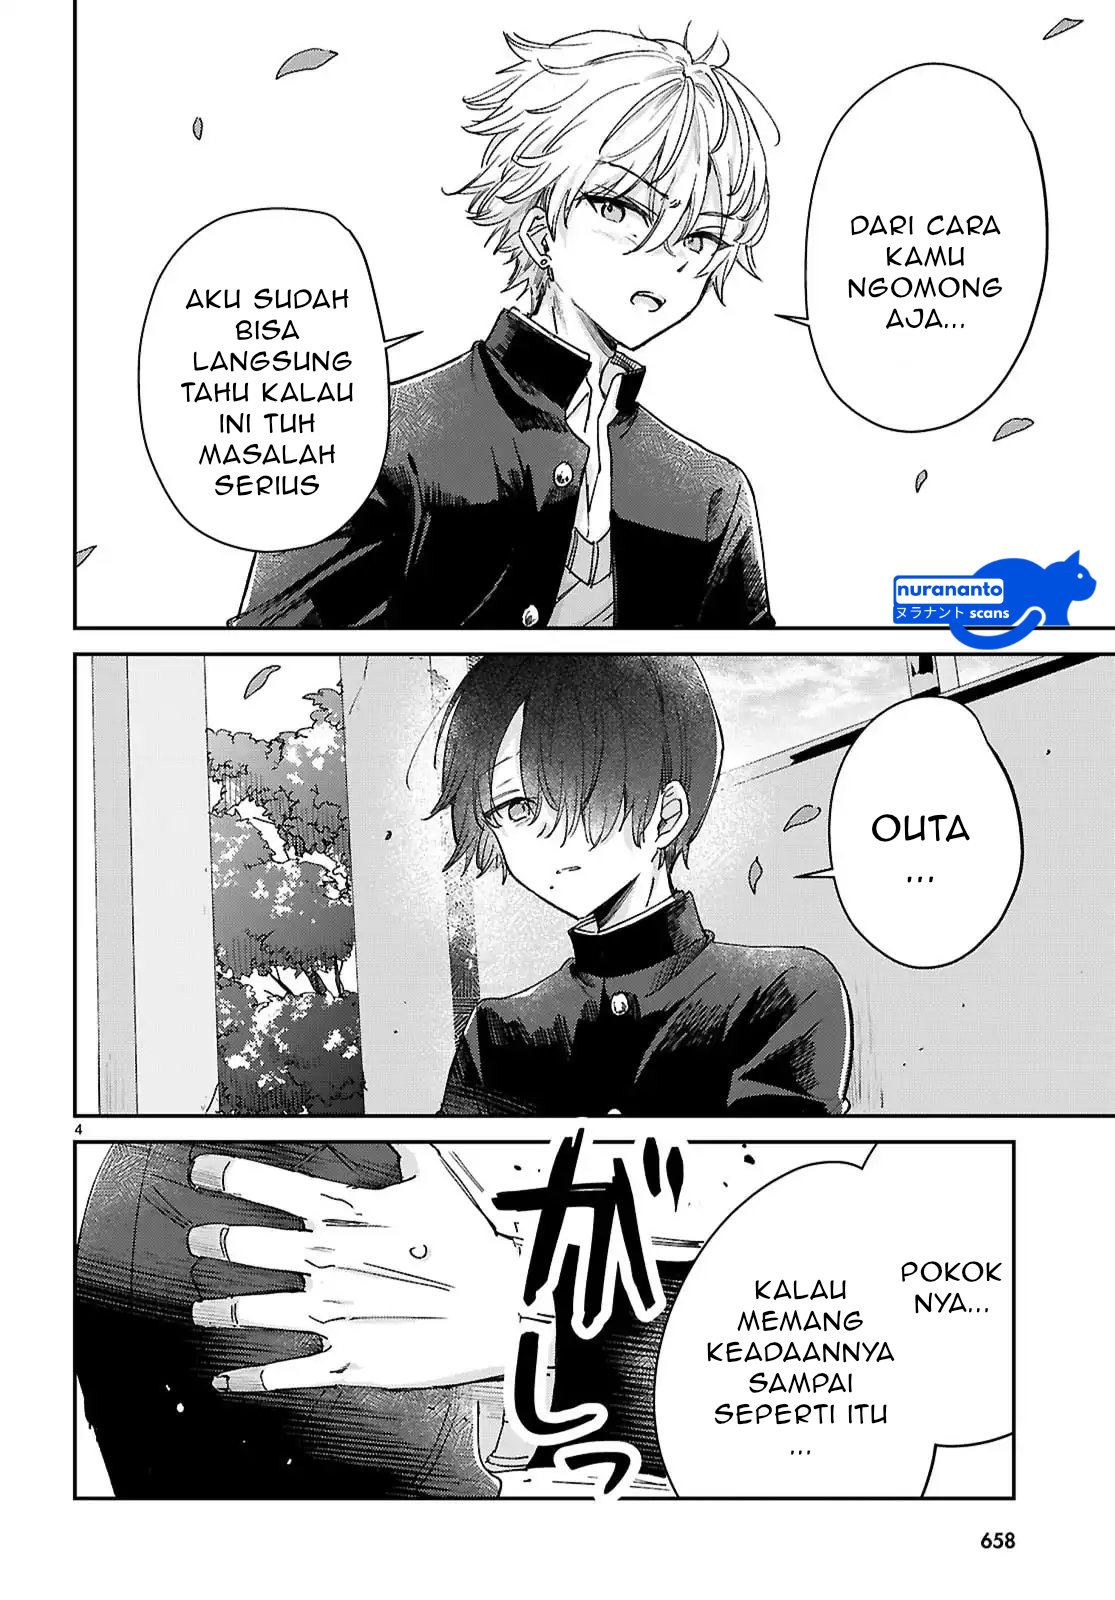 DARI CARA
KAMU
NGOMONG
AJA...
AKU SUDAH
BISA
LANGSUNG
TAHU KALAU
INI TUH
MASALAH
SERIUS
nurananto
ヌラナント scans
OUTA
...
4
POKOK
NYA...
KALAU
MEMANG
KEADAANNYA
SAMPAI
SEPERTI ITU
...
がしっ
658